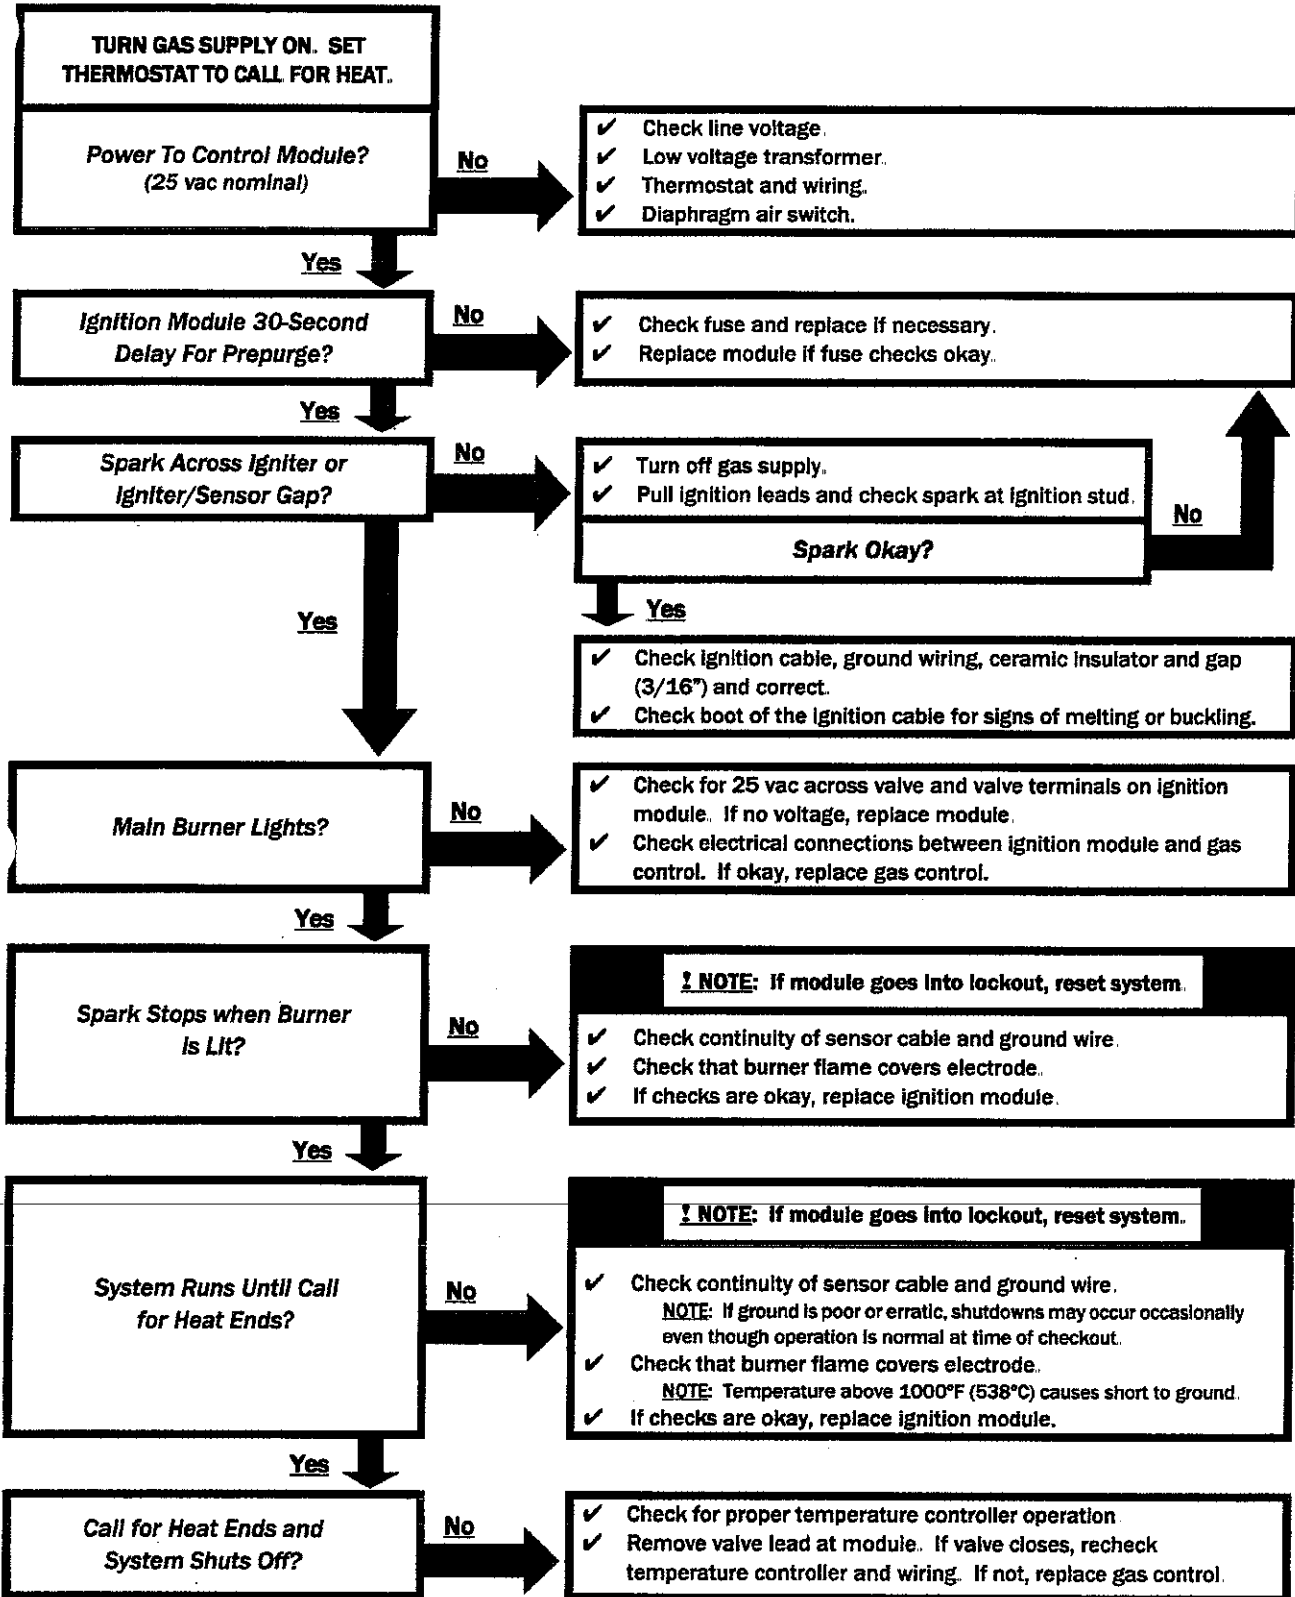 TURN GAS SUPPLY ON. SET
THERMOSTAT TO CALL FOR HEAT.
Power To Control Module?
(25 vac nominal)
No
✔ Check line voltage.
✔ Low voltage transformer.
✔ Thermostat and wiring.
✔ Diaphragm air switch.
Yes
Ignition Module 30-Second
Delay For Prepurge?
No
✔ Check fuse and replace if necessary.
✔ Replace module if fuse checks okay.
Yes
Spark Across Igniter or
Igniter/Sensor Gap?
No
✔ Turn off gas supply.
✔ Pull ignition leads and check spark at ignition stud.
Spark Okay?
No
Yes
✔ Check ignition cable, ground wiring, ceramic insulator and gap
(3/16") and correct.
✔ Check boot of the ignition cable for signs of melting or buckling.
Yes
Main Burner Lights?
No
✔ Check for 25 vac across valve and valve terminals on ignition
module. If no voltage, replace module.
✔ Check electrical connections between ignition module and gas
control. If okay, replace gas control.
Yes
Spark Stops when Burner
is Lit?
No
! NOTE: If module goes into lockout, reset system.
✔ Check continuity of sensor cable and ground wire.
✔ Check that burner flame covers electrode.
✔ If checks are okay, replace ignition module.
Yes
System Runs Until Call
for Heat Ends?
No
! NOTE: If module goes into lockout, reset system.
✔ Check continuity of sensor cable and ground wire.
NOTE: If ground is poor or erratic, shutdowns may occur occasionally
even though operation is normal at time of checkout.
✔ Check that burner flame covers electrode.
NOTE: Temperature above 1000°F (538°C) causes short to ground.
✔ If checks are okay, replace ignition module.
Yes
Call for Heat Ends and
System Shuts Off?
No
✔ Check for proper temperature controller operation
✔ Remove valve lead at module. If valve closes, recheck
temperature controller and wiring. If not, replace gas control.